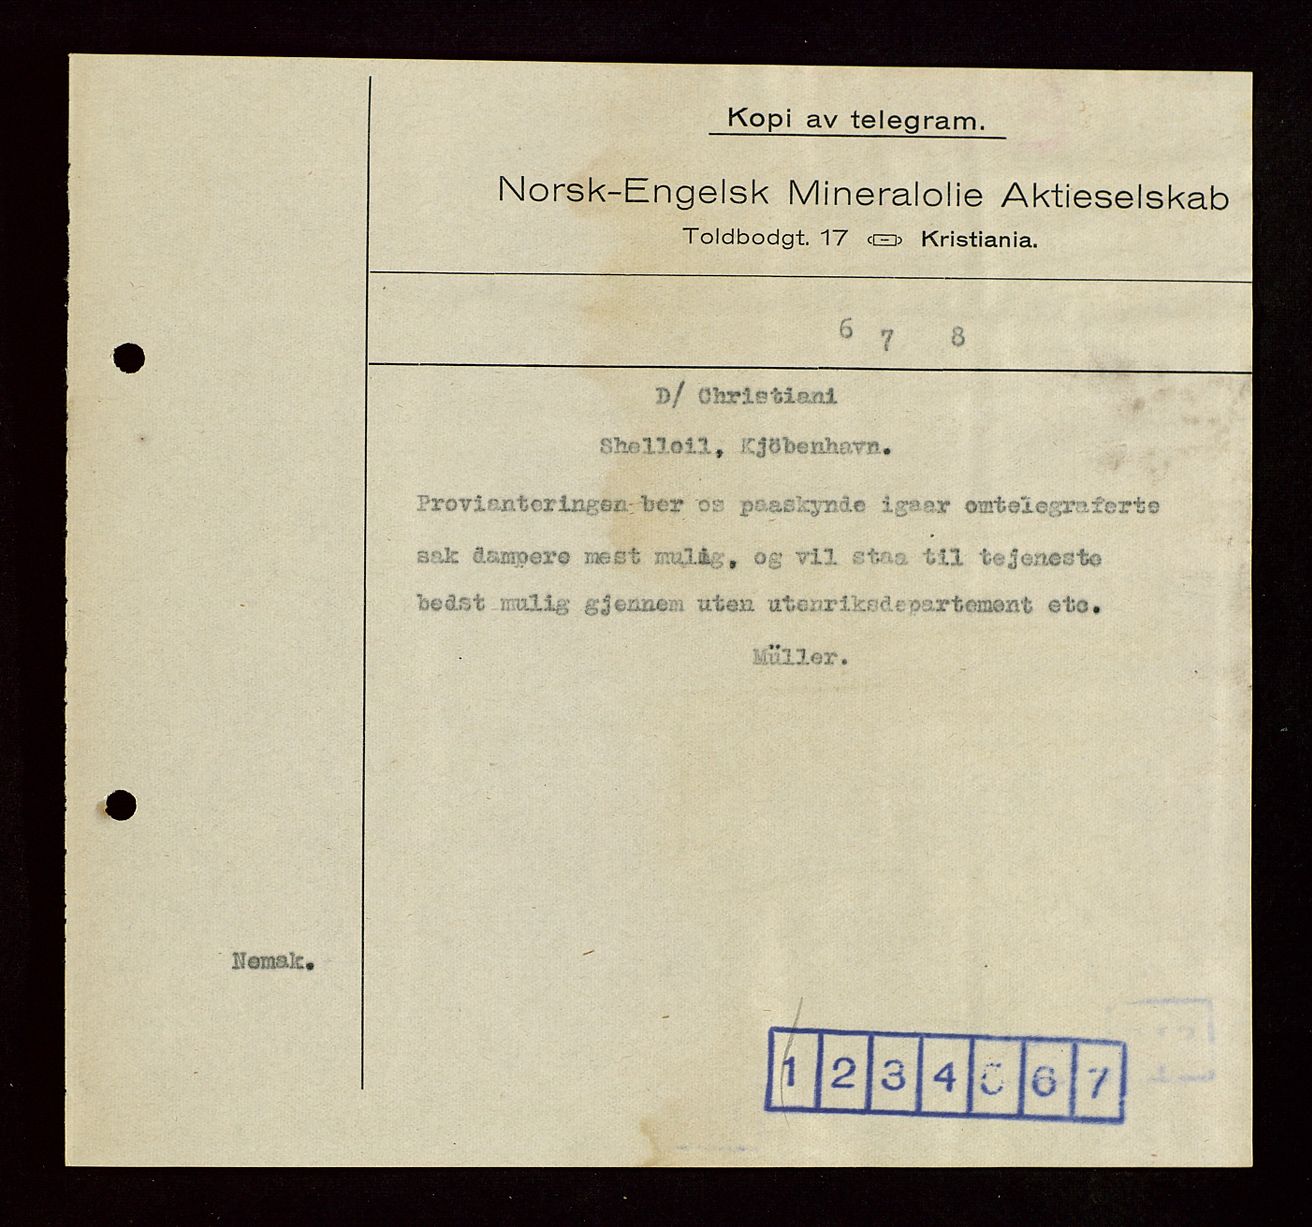 Kopi av telegram.
Norsk-Engelsk Mineralolie Aktieselskab
Toldbodgt. 17 Kristiania.
6 7 8
D/ Christiani
Shelloil, Kjöbenhavn.
Provianteringen ber os paaskynde igaar omtelegraferte
sak dampere mest mulig, og vil staa til tejeneste
bedst mulig gjennem uten utenriksdepartement etc.
Müller.
Nemak.
1 2 3 4 5 6 7